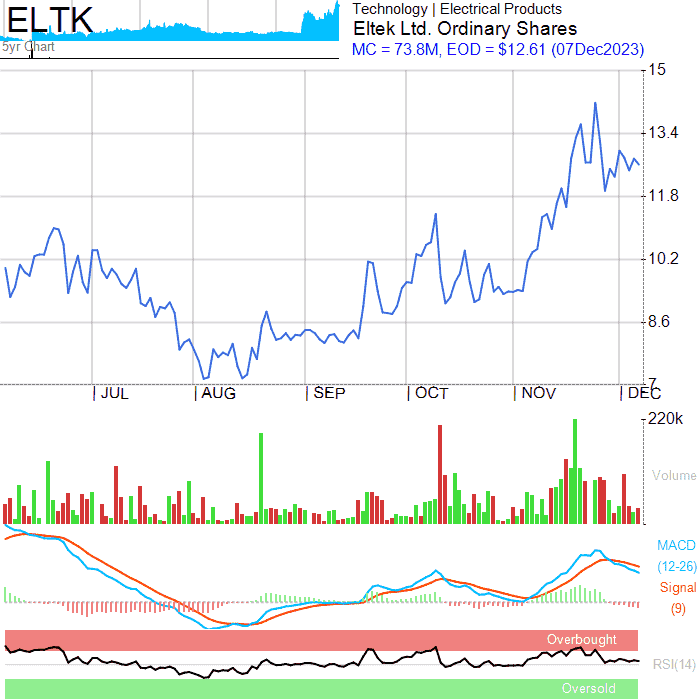 ELTK
5yr Chart
Technology | Electrical Products
Eltek Ltd. Ordinary Shares
MC = 73.8M, EOD = $12.61 (07Dec2023)
15
13.4
11.8
10.2
8.6
7
JUL AUG SEP OCT NOV DEC
220k
Volume
MACD
(12-26)
Signal
(9)
Overbought
RSI(14)
Oversold